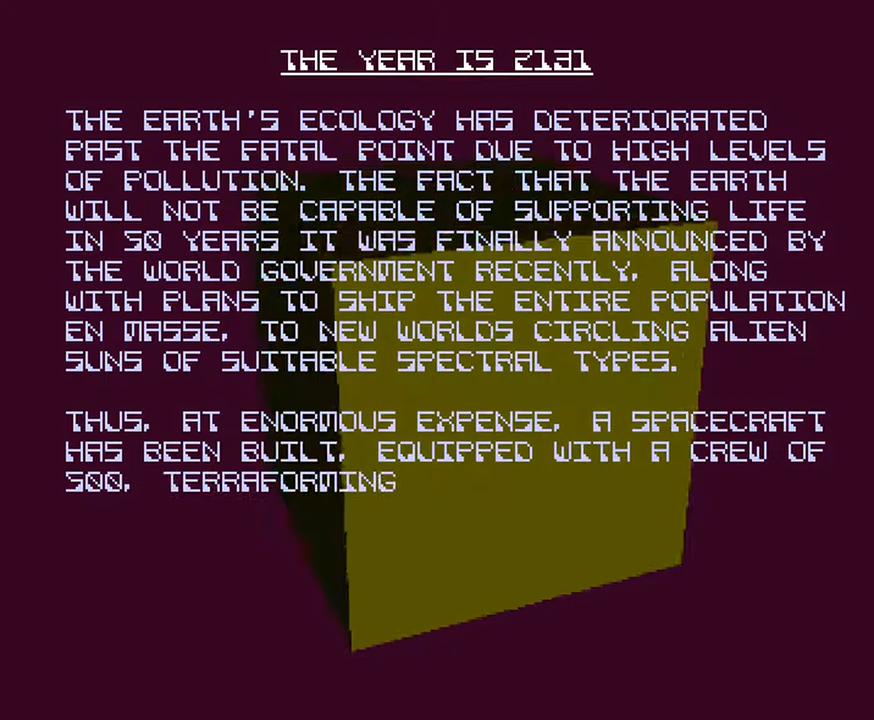 THE YEAR IS 2131
THE EARTH'S ECOLOGY HAS DETERIORATED
PAST THE FATAL POINT DUE TO HIGH LEVELS
OF POLLUTION. THE FACT THAT THE EARTH
WILL NOT BE CAPABLE OF SUPPORTING LIFE
IN 50 YEARS IT WAS FINALLY ANNOUNCED BY
THE WORLD GOVERNMENT RECENTLY, ALONG
WITH PLANS TO SHIP THE ENTIRE POPULATION
EN MASSE, TO NEW WORLDS CIRCLING ALIEN
SUNS OF SUITABLE SPECTRAL TYPES.
THUS, AT ENORMOUS EXPENSE, A SPACECRAFT
HAS BEEN BUILT, EQUIPPED WITH A CREW OF
500, TERRAFORMING